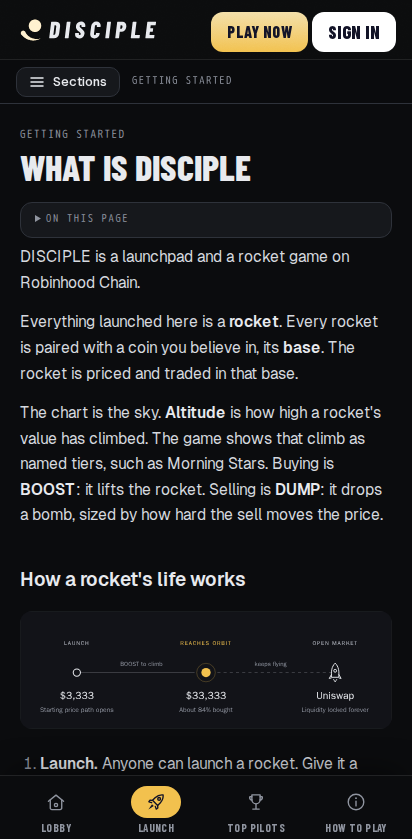 DISCIPLE
PLAY NOW
SIGN IN
Sections
GETTING STARTED
GETTING STARTED
WHAT IS DISCIPLE
ON THIS PAGE
DISCIPLE is a launchpad and a rocket game on
Robinhood Chain.
Everything launched here is a rocket. Every rocket
is paired with a coin you believe in, its base. The
rocket is priced and traded in that base.
The chart is the sky. Altitude is how high a rocket's
value has climbed. The game shows that climb as
named tiers, such as Morning Stars. Buying is
BOOST: it lifts the rocket. Selling is DUMP: it drops
a bomb, sized by how hard the sell moves the price.
How a rocket's life works
LAUNCH
REACHES ORBIT
OPEN MARKET
BOOST to climb
keeps flying
$3,333
$33,333
Uniswap
Starting price path opens
About 84% bought
Liquidity locked forever
1. Launch. Anyone can launch a rocket. Give it a
LOBBY
LAUNCH
TOP PILOTS
HOW TO PLAY